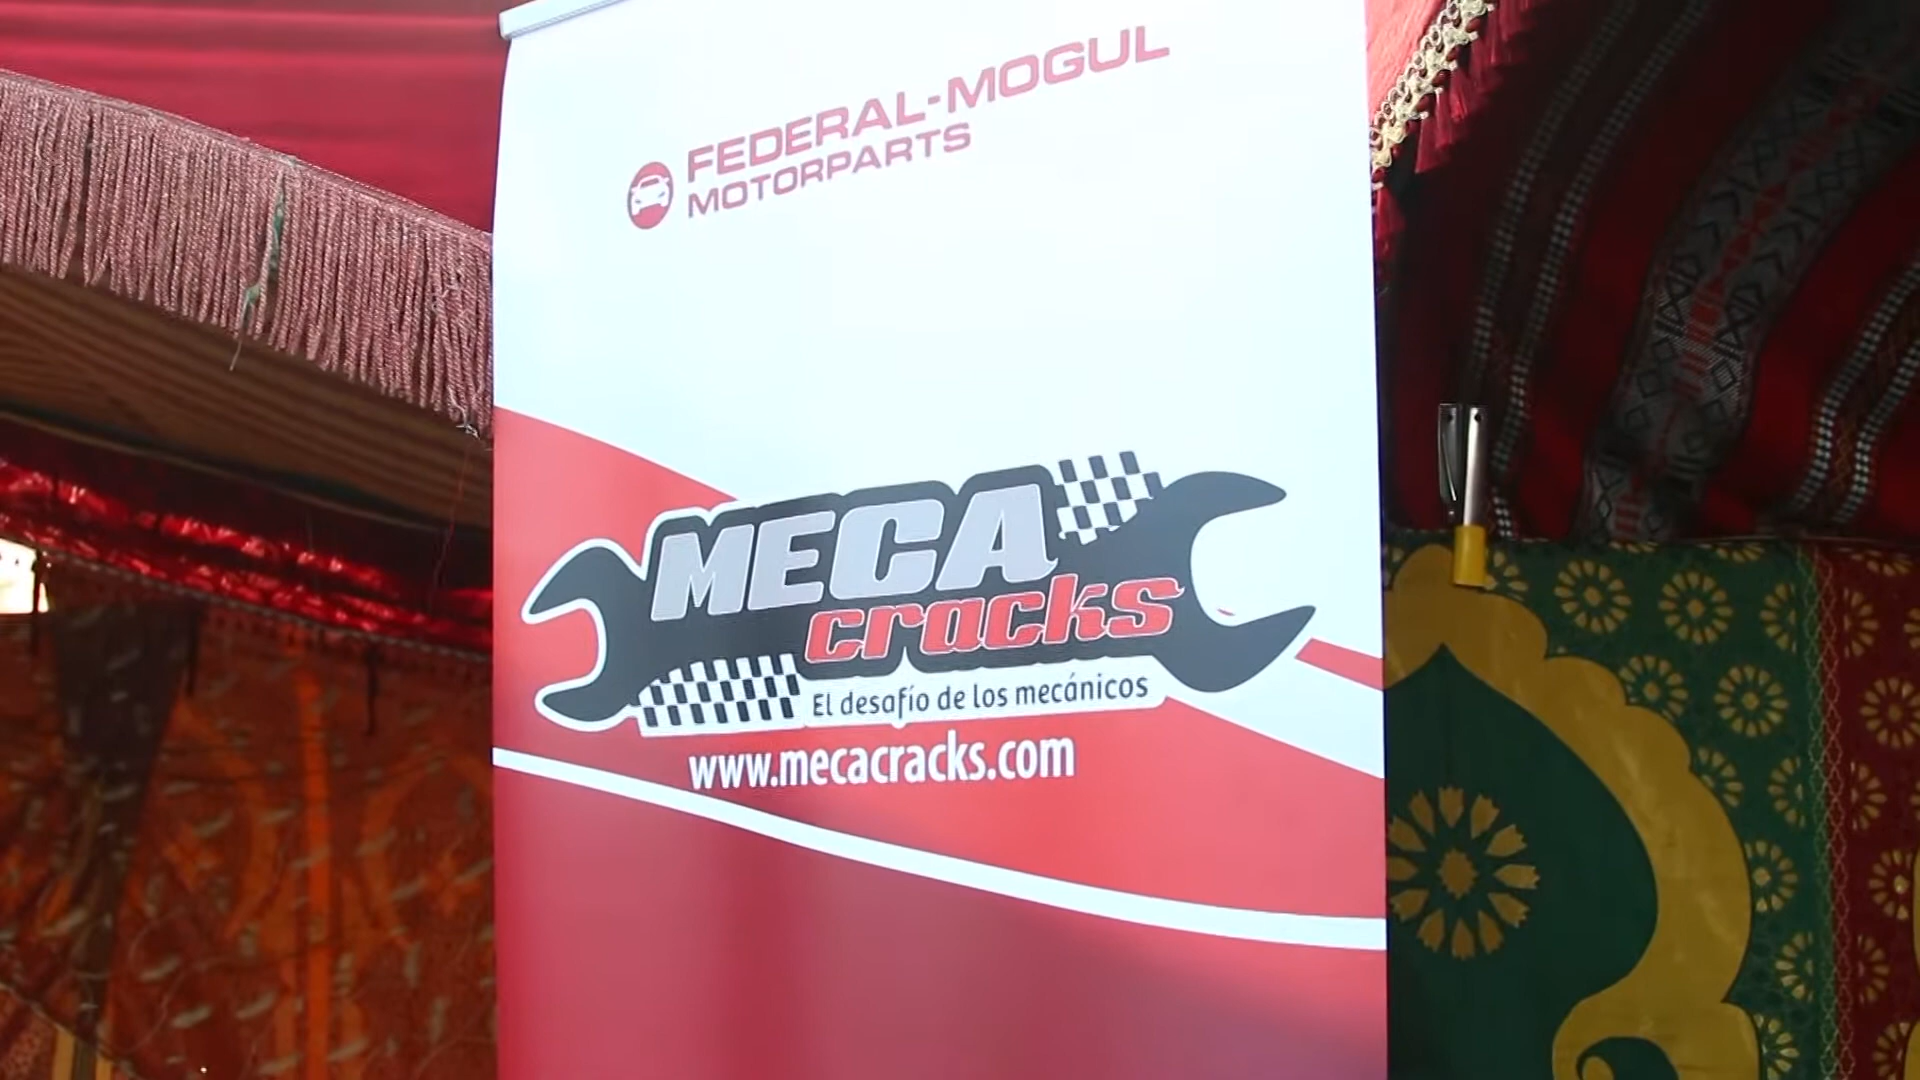 FEDERAL-MOGUL
MOTORPARTS
MECA
cracks
El desafío de los mecánicos
www.mecacracks.com